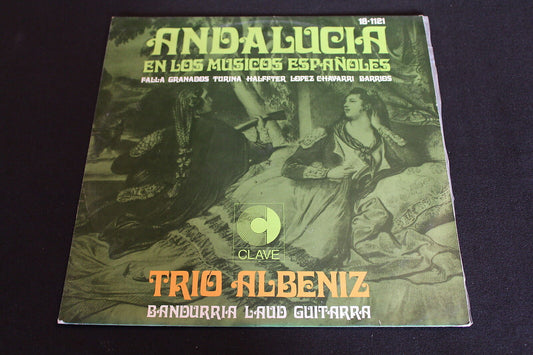 18-1121
ANDALUCIA
EN LOS MUSICOS ESPAÑOLES
FALLA GRANADOS TURINA HALFFTER LOPEZ CHAVARRI BARRIOS
CLAVE
TRIO ALBENIZ
BANDURRIA LAUD GUITARRA